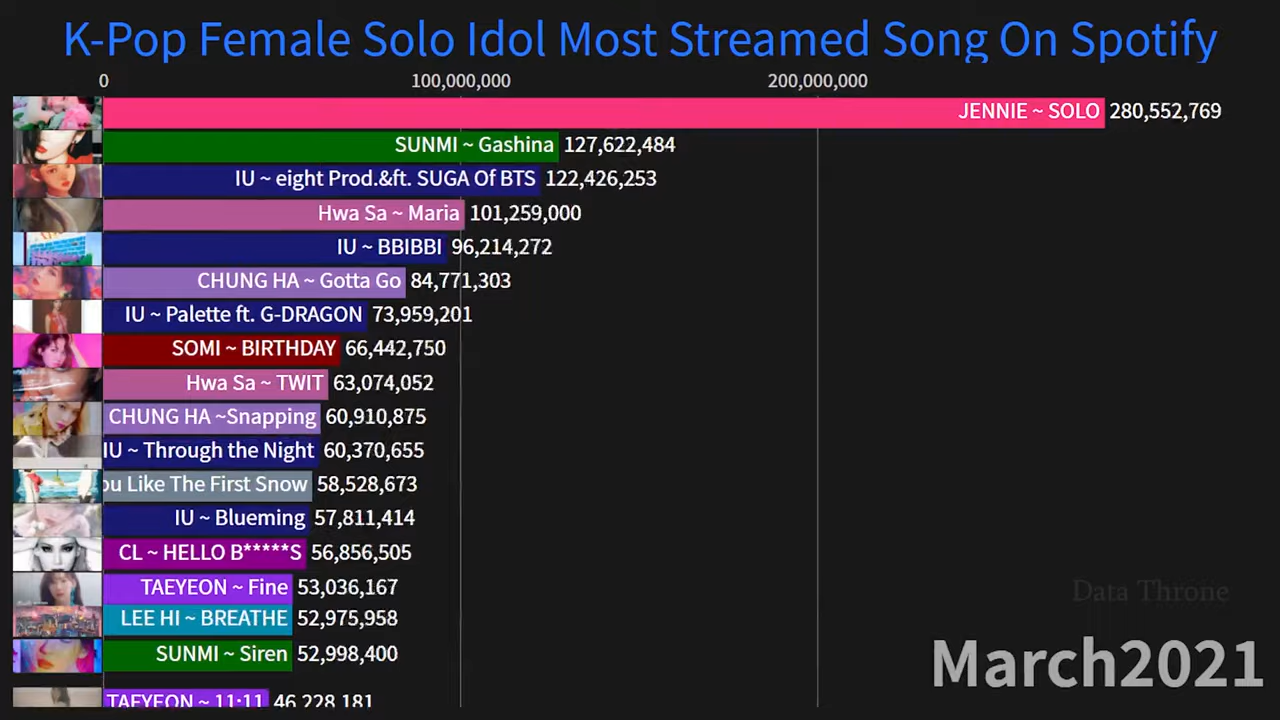 K-Pop Female Solo Idol Most Streamed Song On Spotify
0 100,000,000 200,000,000
JENNIE ~ SOLO 280,552,769
SUNMI ~ Gashina 127,622,484
IU ~ eight Prod.&ft. SUGA Of BTS 122,426,253
Hwa Sa ~ Maria 101,259,000
IU ~ BBIBBI 96,214,272
CHUNG HA ~ Gotta Go 84,771,303
IU ~ Palette ft. G-DRAGON 73,959,201
SOMI ~ BIRTHDAY 66,442,750
Hwa Sa ~ TWIT 63,074,052
CHUNG HA ~Snapping 60,910,875
IU ~ Through the Night 60,370,655
ou Like The First Snow 58,528,673
IU ~ Blueming 57,811,414
CL ~ HELLO B*****S 56,856,505
TAEYEON ~ Fine 53,036,167
LEE HI ~ BREATHE 52,975,958
SUNMI ~ Siren 52,998,400
TAEYEON ~ 11:11 46,228,181
Data Throne
March2021